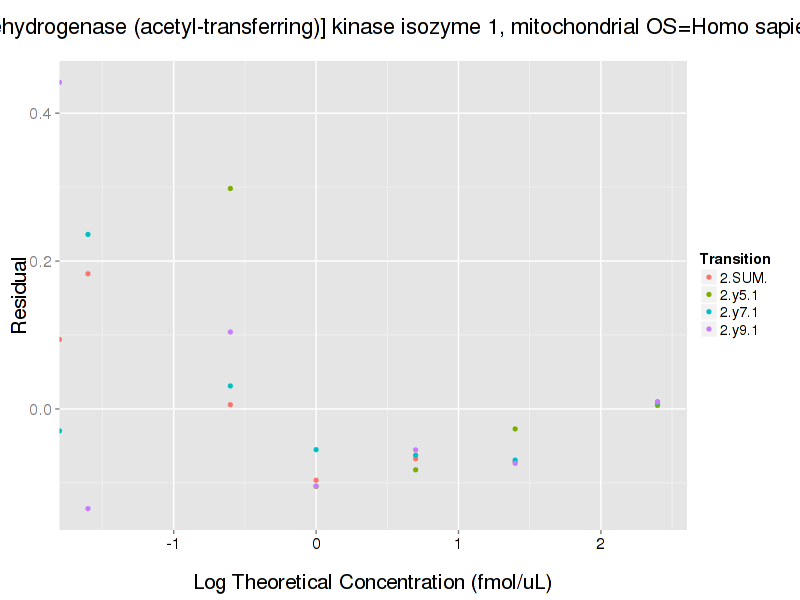 ehydrogenase (acetyl-transferring)] kinase isozyme 1, mitochondrial OS=Homo sapie
0.4
0.2
0.0
Residual
-1
0
1
2
Log Theoretical Concentration (fmol/uL)
Transition
2.SUM.
2.y5.1
2.y7.1
2.y9.1